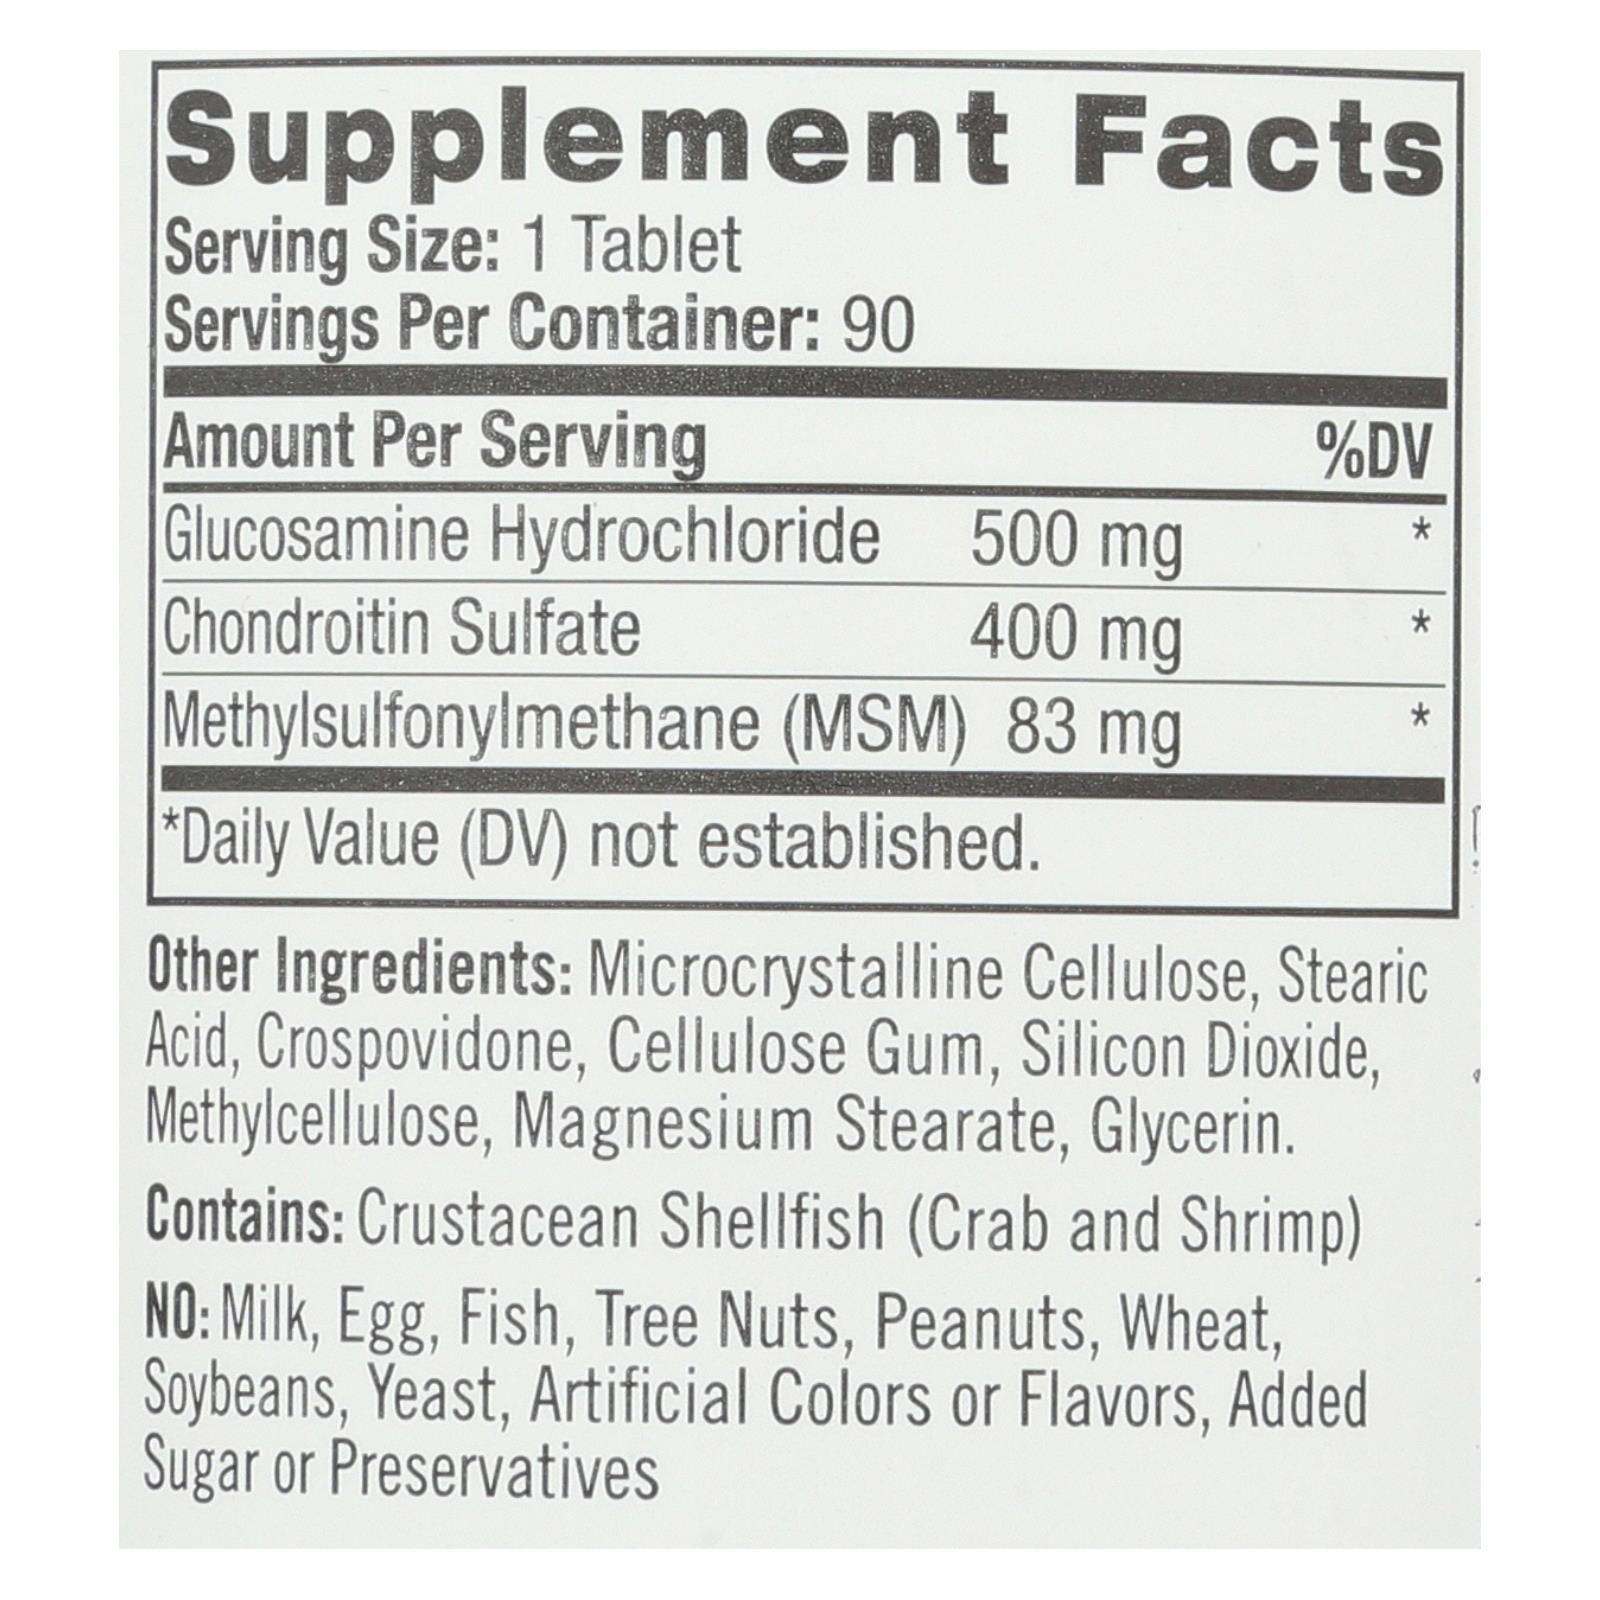 Supplement Facts
Serving Size: 1 Tablet
Servings Per Container: 90
Amount Per Serving %DV
Glucosamine Hydrochloride 500 mg *
Chondroitin Sulfate 400 mg *
Methylsulfonylmethane (MSM) 83 mg *
*Daily Value (DV) not established.
Other Ingredients: Microcrystalline Cellulose, Stearic
Acid, Crospovidone, Cellulose Gum, Silicon Dioxide,
Methylcellulose, Magnesium Stearate, Glycerin.
Contains: Crustacean Shellfish (Crab and Shrimp)
NO: Milk, Egg, Fish, Tree Nuts, Peanuts, Wheat,
Soybeans, Yeast, Artificial Colors or Flavors, Added
Sugar or Preservatives